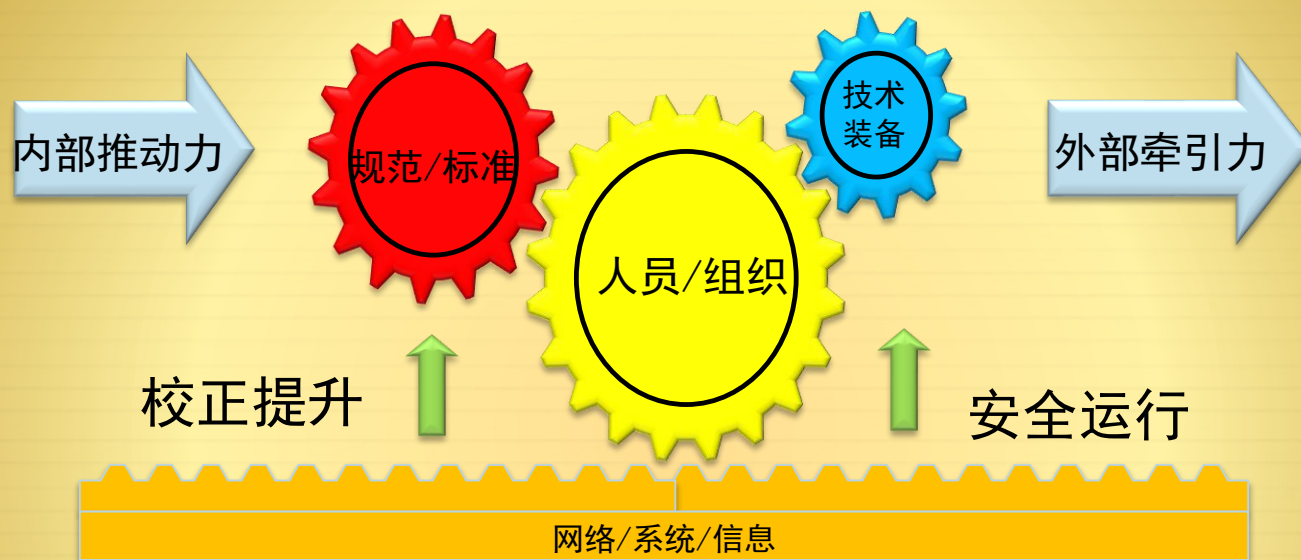 技术
装备
内部推动力
规范/标准
外部牵引力
人员/组织
校正提升
安全运行
网络/系统/信息